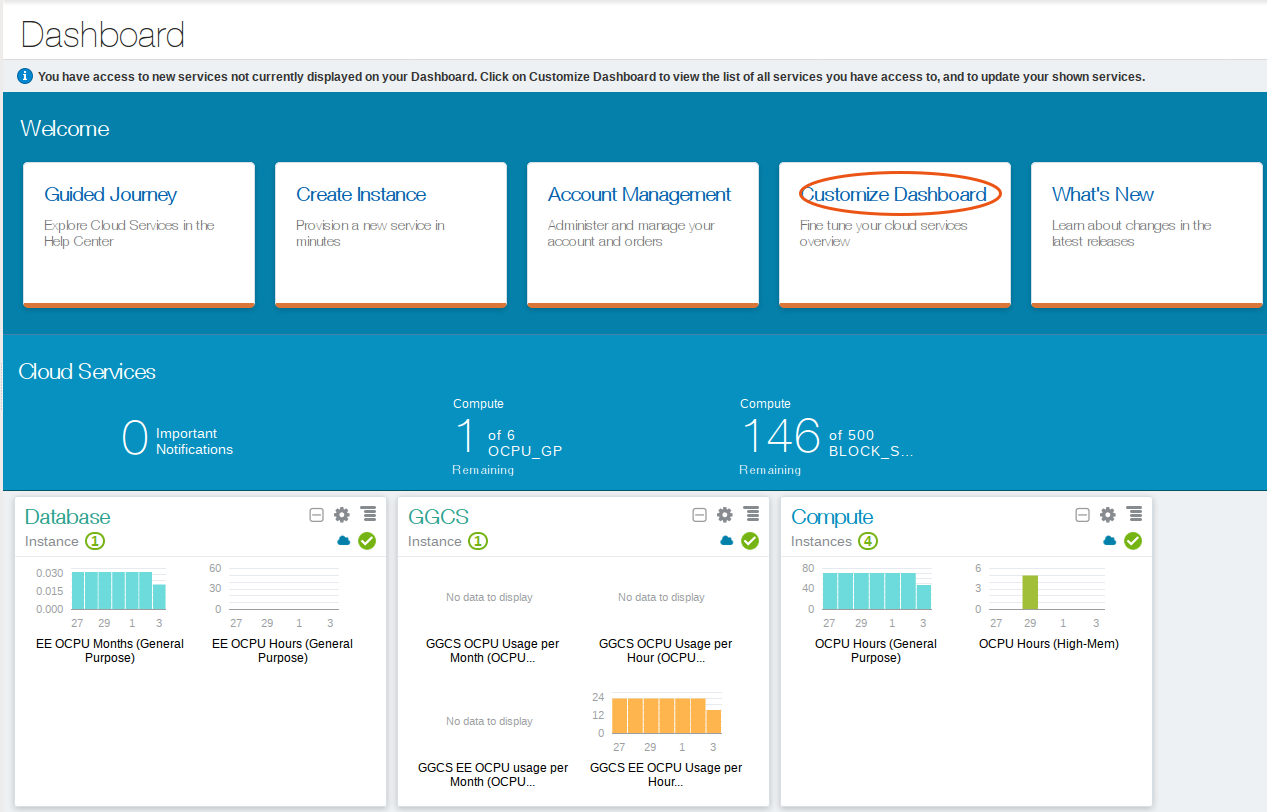 Dashboard
You have access to new services not currently displayed on your Dashboard. Click on Customize Dashboard to view the list of all services you have access to, and to update your shown services.
Welcome
Guided Journey
Explore Cloud Services in the
Help Center
Create Instance
Provision a new service in
minutes
Account Management
Administer and manage your
account and orders
Customize Dashboard
Fine tune your cloud services
overview
What's New
Learn about changes in the
latest releases
Cloud Services
0
Important
Notifications
Compute
1
of 6
OCPU_GP
Remaining
Compute
146
of 500
BLOCK_S...
Remaining
Database
Instance 1
0.030
0.015
0.000
27 29 1 3
EE OCPU Months (General
Purpose)
60
30
0
27 29 1 3
EE OCPU Hours (General
Purpose)
GGCS
Instance 1
No data to display
GGCS OCPU Usage per
Month (OCPU...
No data to display
GGCS OCPU Usage per
Hour (OCPU...
No data to display
GGCS EE OCPU usage per
Month (OCPU...
24
12
0
27 29 1 3
GGCS EE OCPU Usage per
Hour...
Compute
Instances 4
80
40
0
27 29 1 3
OCPU Hours (General
Purpose)
6
3
0
27 29 1 3
OCPU Hours (High-Mem)